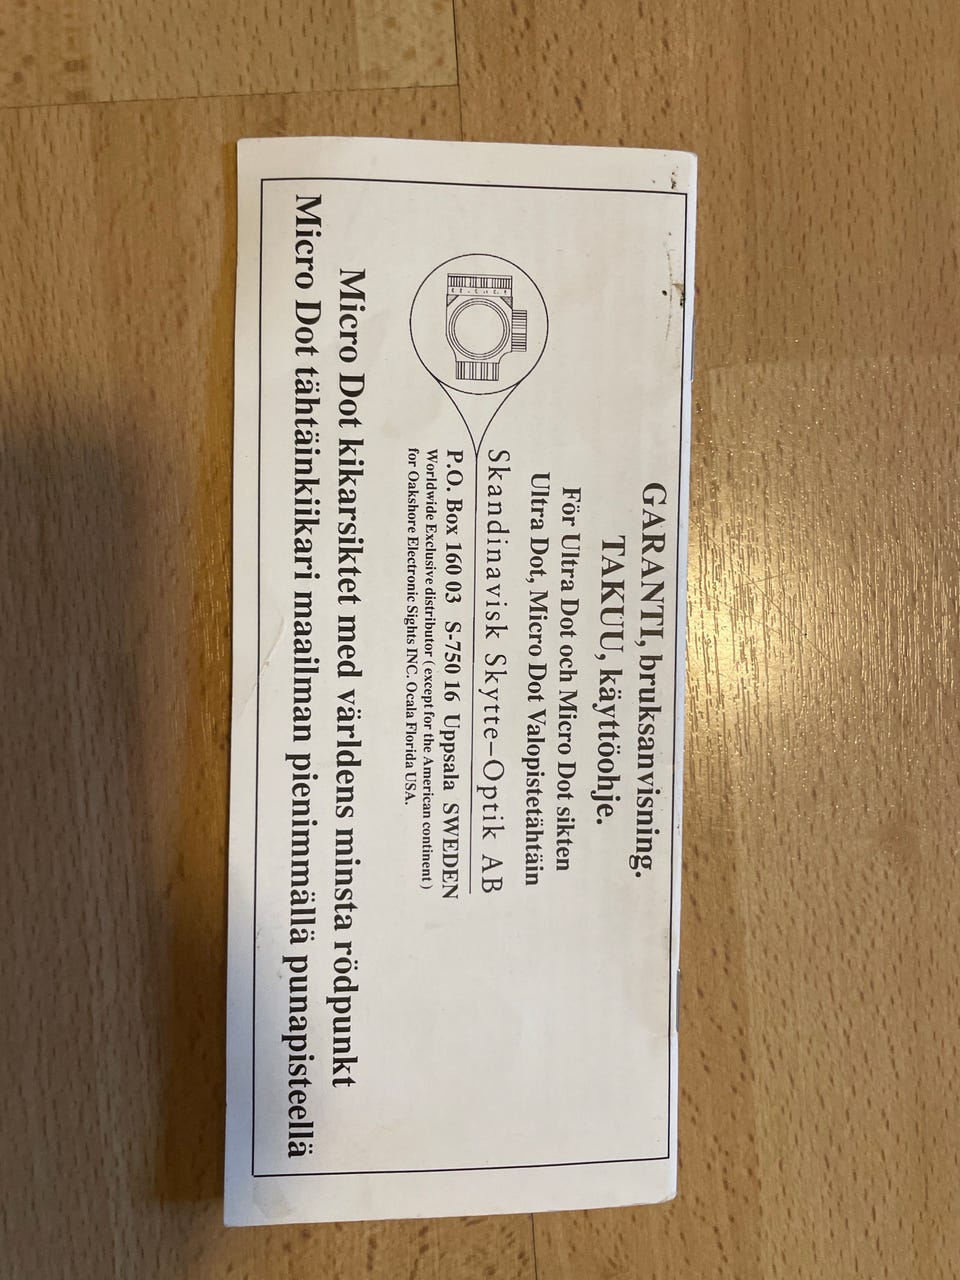 GARANTI, bruksanvisning.
TAKUU, käyttöohje.
För Ultra Dot och Micro Dot sikten
Ultra Dot, Micro Dot Valopistetähtäin
Skandinavisk Skytte-Optik AB
P.O. Box 160 03 S-750 16 Uppsala SWEDEN
Worldwide Exclusive distributor ( except for the American continent )
for Oakshore Electronic Sights INC. Ocala Florida USA.
Micro Dot kikarsiktet med världens minsta rödpunkt
Micro Dot tähtäinkiikari maailman pienimmällä punapisteellä